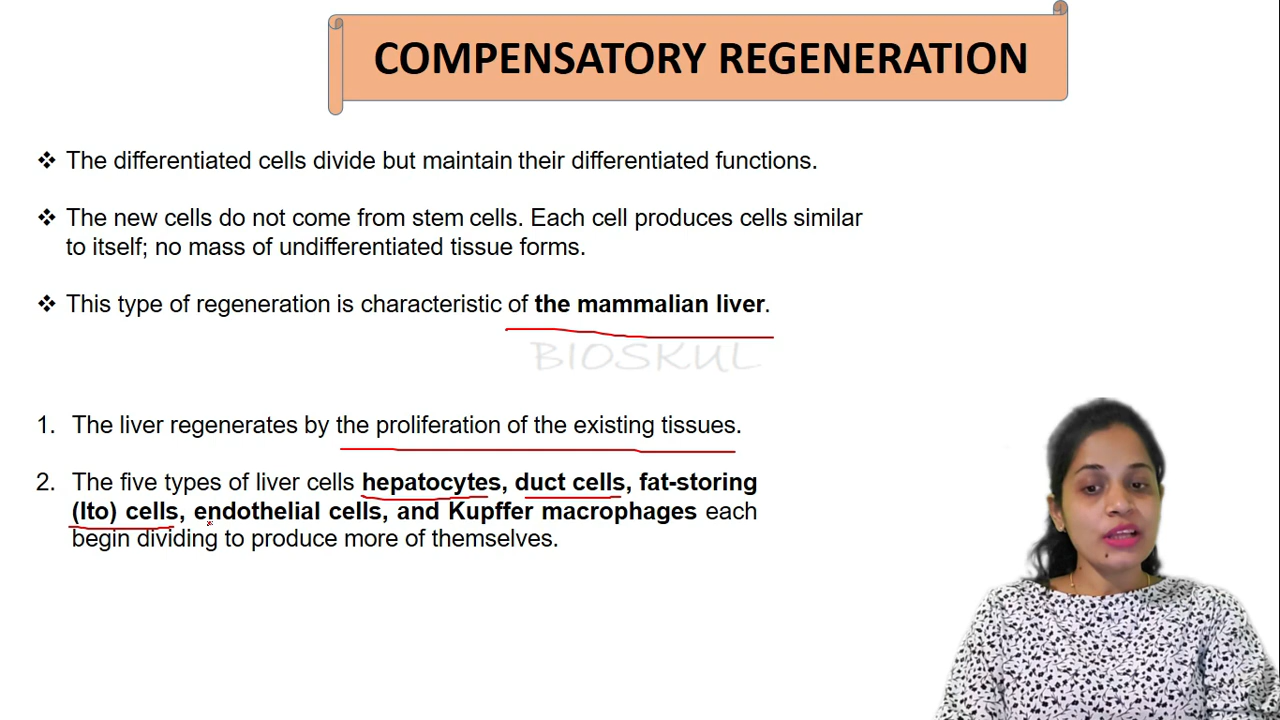 COMPENSATORY REGENERATION
❖ The differentiated cells divide but maintain their differentiated functions.
❖ The new cells do not come from stem cells. Each cell produces cells similar
to itself; no mass of undifferentiated tissue forms.
❖ This type of regeneration is characteristic of the mammalian liver.
BIOSKUL
1. The liver regenerates by the proliferation of the existing tissues.
2. The five types of liver cells hepatocytes, duct cells, fat-storing
(Ito) cells, endothelial cells, and Kupffer macrophages each
begin dividing to produce more of themselves.